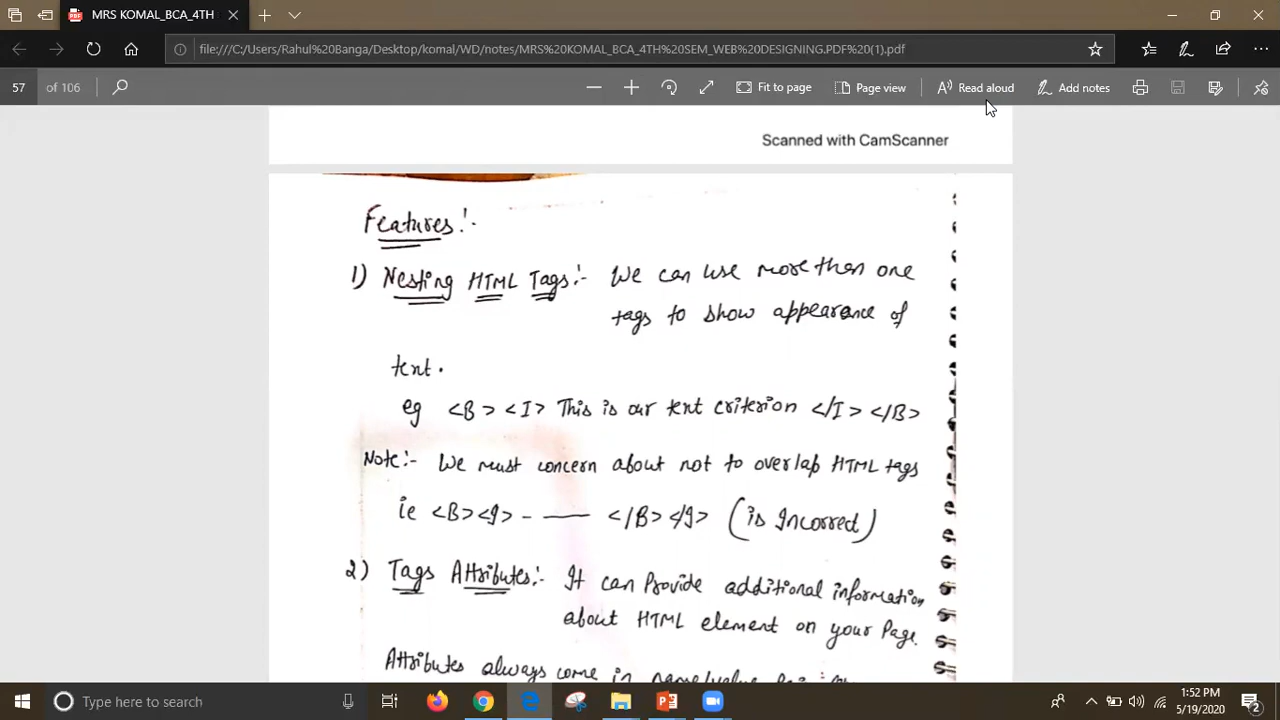 MRS KOMAL_BCA_4TH
file:///C:/Users/Rahul%20Banga/Desktop/komal/WD/notes/MRS%20KOMAL_BCA_4TH%20SEM_WEB%20DESIGNING.PDF%20(1).pdf
57 of 106 Fit to page Page view Read aloud Add notes
Scanned with CamScanner
Features:-
1) Nesting HTML Tags:- We can use more then one
tags to show appearance of
text.
eg <B> <I> This is our text criterion </I> </B>
Note:- We must concern about not to overlap HTML tags
ie <B><I> - —— </B> </I> (is Incorrect)
2) Tags Attributes:- It can Provide additional information
about HTML element on your Page.
Attributes always come in
Type here to search
1:52 PM
5/19/2020
2